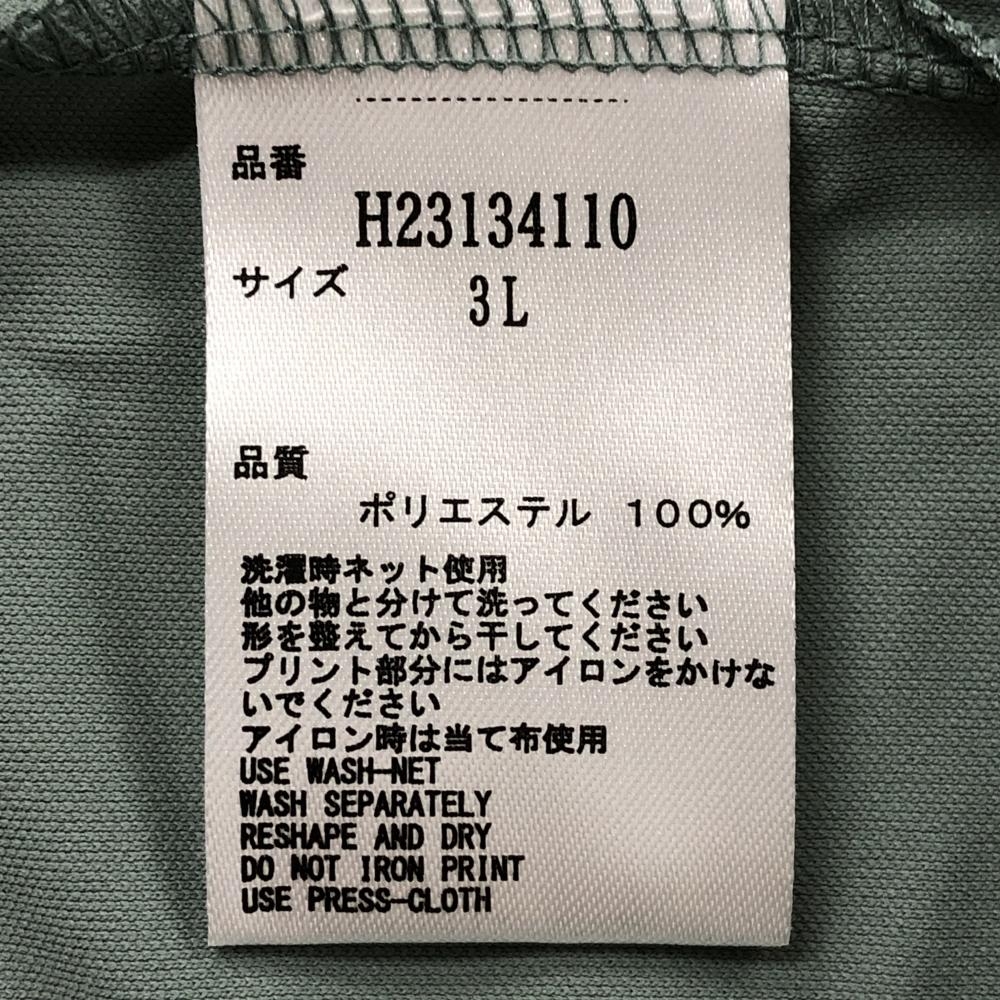 品番
H23134110
サイズ
3L
品質
ポリエステル １００％
洗濯時ネット使用
他の物と分けて洗ってください
形を整えてから干してください
プリント部分にはアイロンをかけな
いでください
アイロン時は当て布使用
USE WASH-NET
WASH SEPARATELY
RESHAPE AND DRY
DO NOT IRON PRINT
USE PRESS-CLOTH